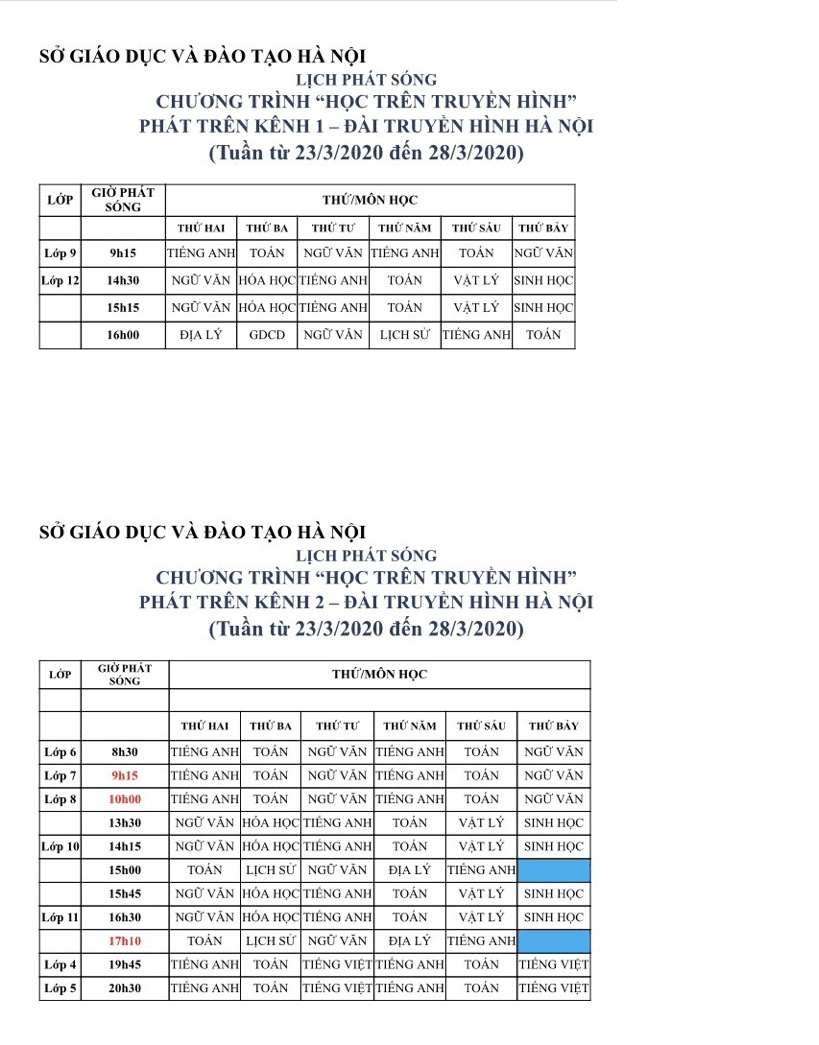 SỞ GIÁO DỤC VÀ ĐÀO TẠO HÀ NỘI
LỊCH PHÁT SÓNG
CHƯƠNG TRÌNH “HỌC TRÊN TRUYỀN HÌNH”
PHÁT TRÊN KÊNH 1 – ĐÀI TRUYỀN HÌNH HÀ NỘI
(Tuần từ 23/3/2020 đến 28/3/2020)
LỚP GIỜ PHÁT SÓNG THỨ/MÔN HỌC
THỨ HAI THỨ BA THỨ TƯ THỨ NĂM THỨ SÁU THỨ BẢY
Lớp 9 9h15 TIẾNG ANH TOÁN NGỮ VĂN TIẾNG ANH TOÁN NGỮ VĂN
Lớp 12 14h30 NGỮ VĂN HÓA HỌC TIẾNG ANH TOÁN VẬT LÝ SINH HỌC
15h15 NGỮ VĂN HÓA HỌC TIẾNG ANH TOÁN VẬT LÝ SINH HỌC
16h00 ĐỊA LÝ GDCD NGỮ VĂN LỊCH SỬ TIẾNG ANH TOÁN
SỞ GIÁO DỤC VÀ ĐÀO TẠO HÀ NỘI
LỊCH PHÁT SÓNG
CHƯƠNG TRÌNH “HỌC TRÊN TRUYỀN HÌNH”
PHÁT TRÊN KÊNH 2 – ĐÀI TRUYỀN HÌNH HÀ NỘI
(Tuần từ 23/3/2020 đến 28/3/2020)
LỚP GIỜ PHÁT SÓNG THỨ/MÔN HỌC
THỨ HAI THỨ BA THỨ TƯ THỨ NĂM THỨ SÁU THỨ BẢY
Lớp 6 8h30 TIẾNG ANH TOÁN NGỮ VĂN TIẾNG ANH TOÁN NGỮ VĂN
Lớp 7 9h15 TIẾNG ANH TOÁN NGỮ VĂN TIẾNG ANH TOÁN NGỮ VĂN
Lớp 8 10h00 TIẾNG ANH TOÁN NGỮ VĂN TIẾNG ANH TOÁN NGỮ VĂN
13h30 NGỮ VĂN HÓA HỌC TIẾNG ANH TOÁN VẬT LÝ SINH HỌC
Lớp 10 14h15 NGỮ VĂN HÓA HỌC TIẾNG ANH TOÁN VẬT LÝ SINH HỌC
15h00 TOÁN LỊCH SỬ NGỮ VĂN ĐỊA LÝ TIẾNG ANH
15h45 NGỮ VĂN HÓA HỌC TIẾNG ANH TOÁN VẬT LÝ SINH HỌC
Lớp 11 16h30 NGỮ VĂN HÓA HỌC TIẾNG ANH TOÁN VẬT LÝ SINH HỌC
17h10 TOÁN LỊCH SỬ NGỮ VĂN ĐỊA LÝ TIẾNG ANH
Lớp 4 19h45 TIẾNG ANH TOÁN TIẾNG VIỆT TIẾNG ANH TOÁN TIẾNG VIỆT
Lớp 5 20h30 TIẾNG ANH TOÁN TIẾNG VIỆT TIẾNG ANH TOÁN TIẾNG VIỆT